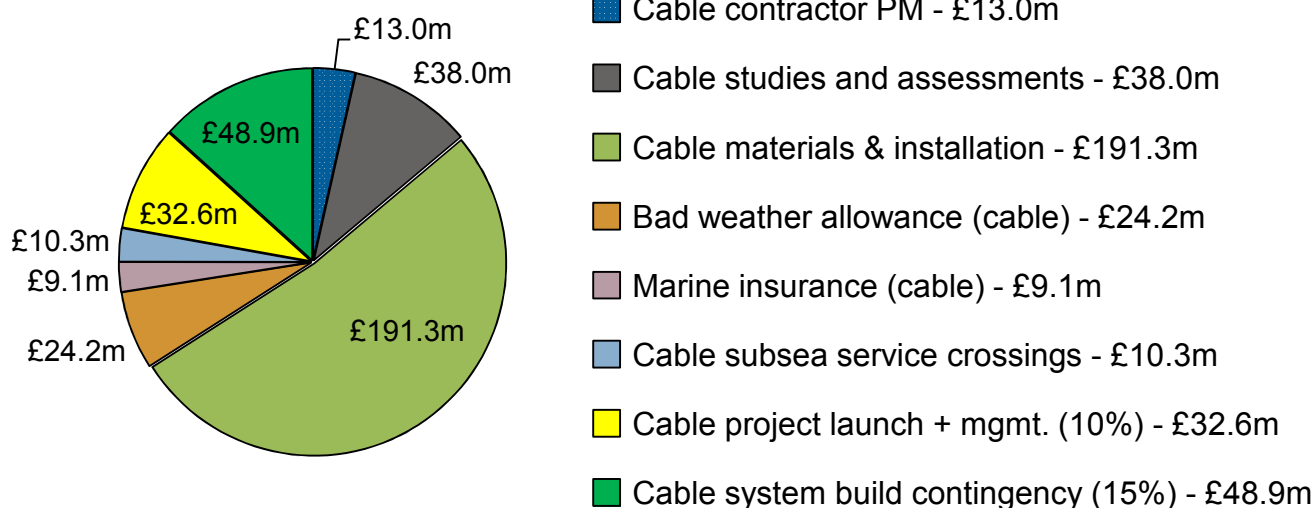 £13.0m
£38.0m
£48.9m
£32.6m
£10.3m
£9.1m
£24.2m
£191.3m
Cable contractor PM - £13.0m
Cable studies and assessments - £38.0m
Cable materials & installation - £191.3m
Bad weather allowance (cable) - £24.2m
Marine insurance (cable) - £9.1m
Cable subsea service crossings - £10.3m
Cable project launch + mgmt. (10%) - £32.6m
Cable system build contingency (15%) - £48.9m